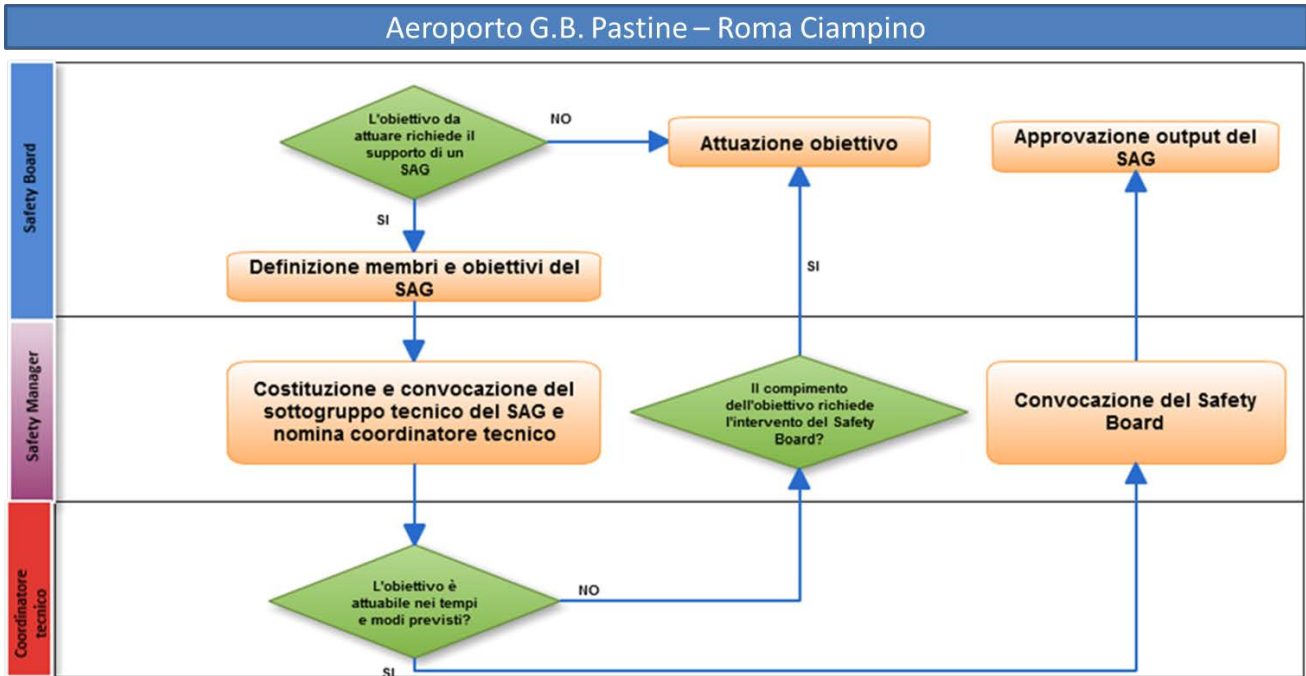 Aeroporto G.B. Pastine – Roma Ciampino
Safety Board
L'obiettivo da
attuare richiede il
supporto di un
SAG
NO
Attuazione obiettivo
Approvazione output del
SAG
SI
Definizione membri e obiettivi del
SAG
SI
Safety Manager
Costituzione e convocazione del
sottogruppo tecnico del SAG e
nomina coordinatore tecnico
Il compimento
dell'obiettivo richiede
l'intervento del Safety
Board?
Convocazione del Safety
Board
Coordinatore
tecnico
L'obiettivo è
attuabile nei tempi
e modi previsti?
NO
SI